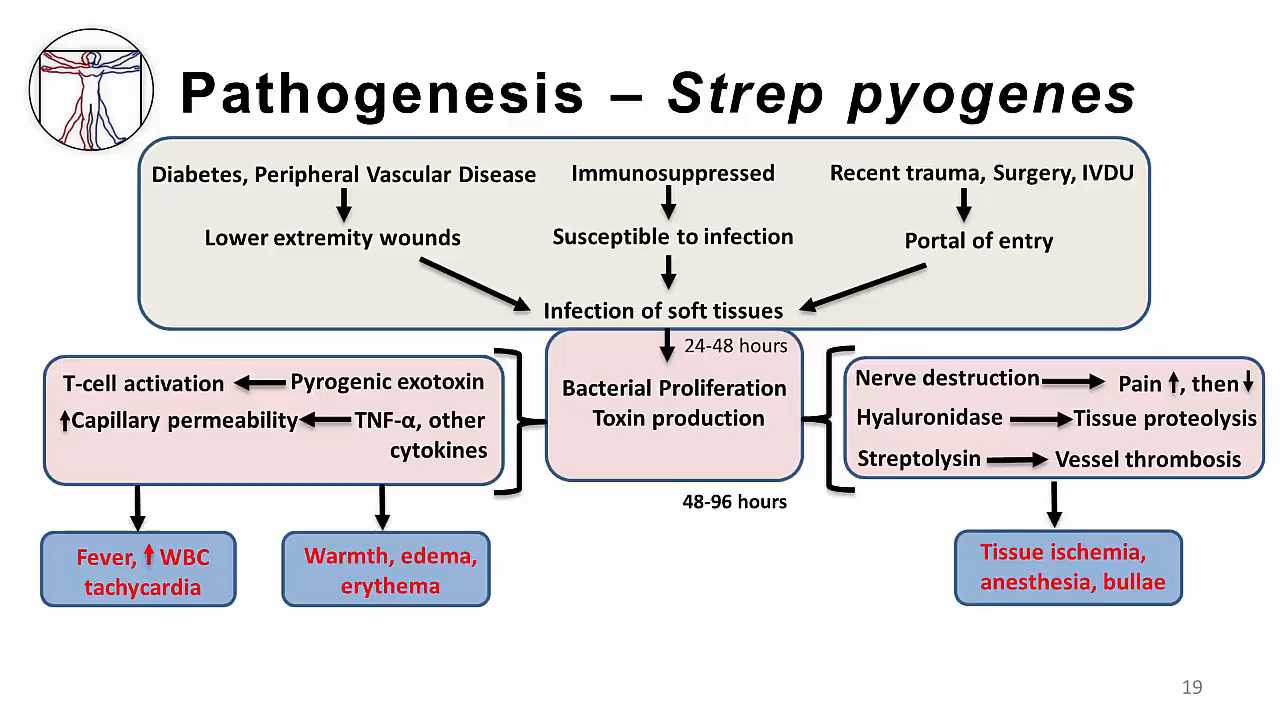 Pathogenesis – Strep pyogenes
Diabetes, Peripheral Vascular Disease
Immunosuppressed
Recent trauma, Surgery, IVDU
Lower extremity wounds
Susceptible to infection
Portal of entry
Infection of soft tissues
24-48 hours
Bacterial Proliferation
Toxin production
48-96 hours
T-cell activation
Pyrogenic exotoxin
Capillary permeability
TNF-α, other
cytokines
Nerve destruction
Pain , then
Hyaluronidase
Tissue proteolysis
Streptolysin
Vessel thrombosis
Fever, WBC
tachycardia
Warmth, edema,
erythema
Tissue ischemia,
anesthesia, bullae
19